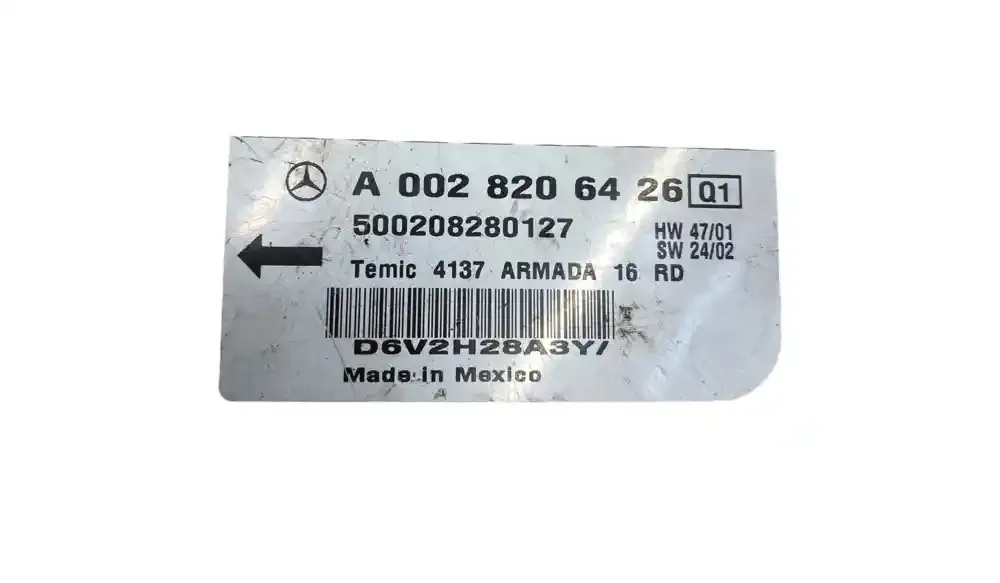 A 002 820 64 26 Q1
500208280127
HW 47/01
SW 24/02
Temic 4137 ARMADA 16 RD
D6V2H28A3Y/
Made in Mexico